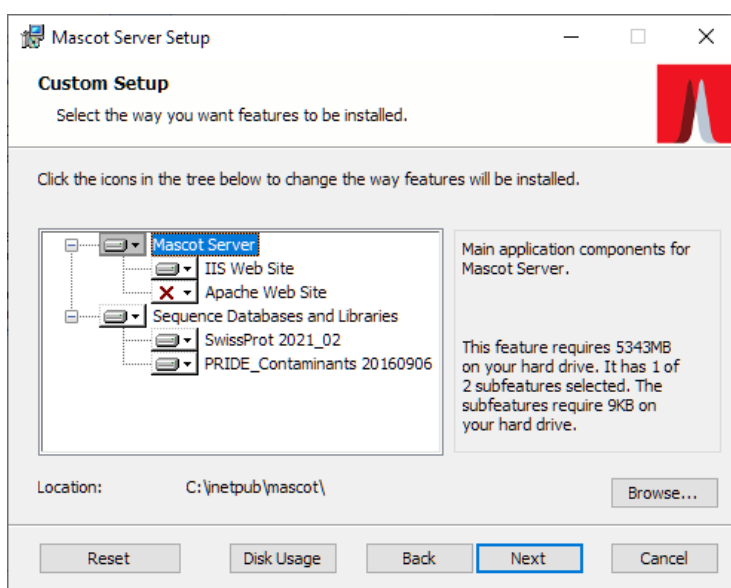 Mascot Server Setup
Custom Setup
Select the way you want features to be installed.
Click the icons in the tree below to change the way features will be installed.
Mascot Server
IIS Web Site
Apache Web Site
Sequence Databases and Libraries
SwissProt 2021_02
PRIDE_Contaminants 20160906
Main application components for
Mascot Server.
This feature requires 5343MB
on your hard drive. It has 1 of
2 subfeatures selected. The
subfeatures require 9KB on
your hard drive.
Location: C:\inetpub\mascot\
Browse...
Reset Disk Usage Back Next Cancel